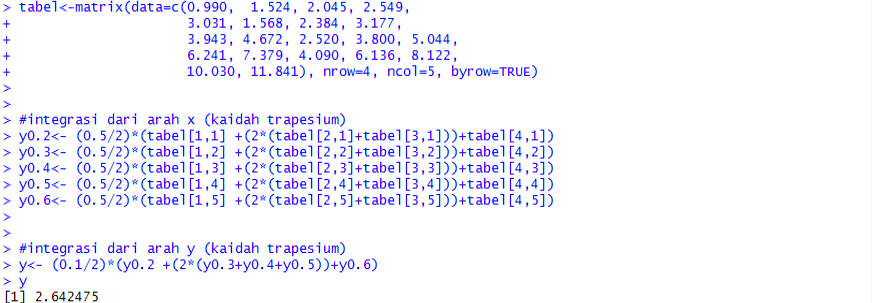 > tabel<-matrix(data=c(0.990,  1.524, 2.045, 2.549,
+                      3.031, 1.568, 2.384, 3.177,
+                      3.943, 4.672, 2.520, 3.800, 5.044,
+                      6.241, 7.379, 4.090, 6.136, 8.122,
+                      10.030, 11.841), nrow=4, ncol=5, byrow=TRUE)
>
>
> #integrasi dari arah x (kaidah trapesium)
> y0.2<- (0.5/2)*(tabel[1,1] +(2*(tabel[2,1]+tabel[3,1]))+tabel[4,1])
> y0.3<- (0.5/2)*(tabel[1,2] +(2*(tabel[2,2]+tabel[3,2]))+tabel[4,2])
> y0.4<- (0.5/2)*(tabel[1,3] +(2*(tabel[2,3]+tabel[3,3]))+tabel[4,3])
> y0.5<- (0.5/2)*(tabel[1,4] +(2*(tabel[2,4]+tabel[3,4]))+tabel[4,4])
> y0.6<- (0.5/2)*(tabel[1,5] +(2*(tabel[2,5]+tabel[3,5]))+tabel[4,5])
>
>
> #integrasi dari arah y (kaidah trapesium)
> y<- (0.1/2)*(y0.2 +(2*(y0.3+y0.4+y0.5))+y0.6)
> y
[1] 2.642475